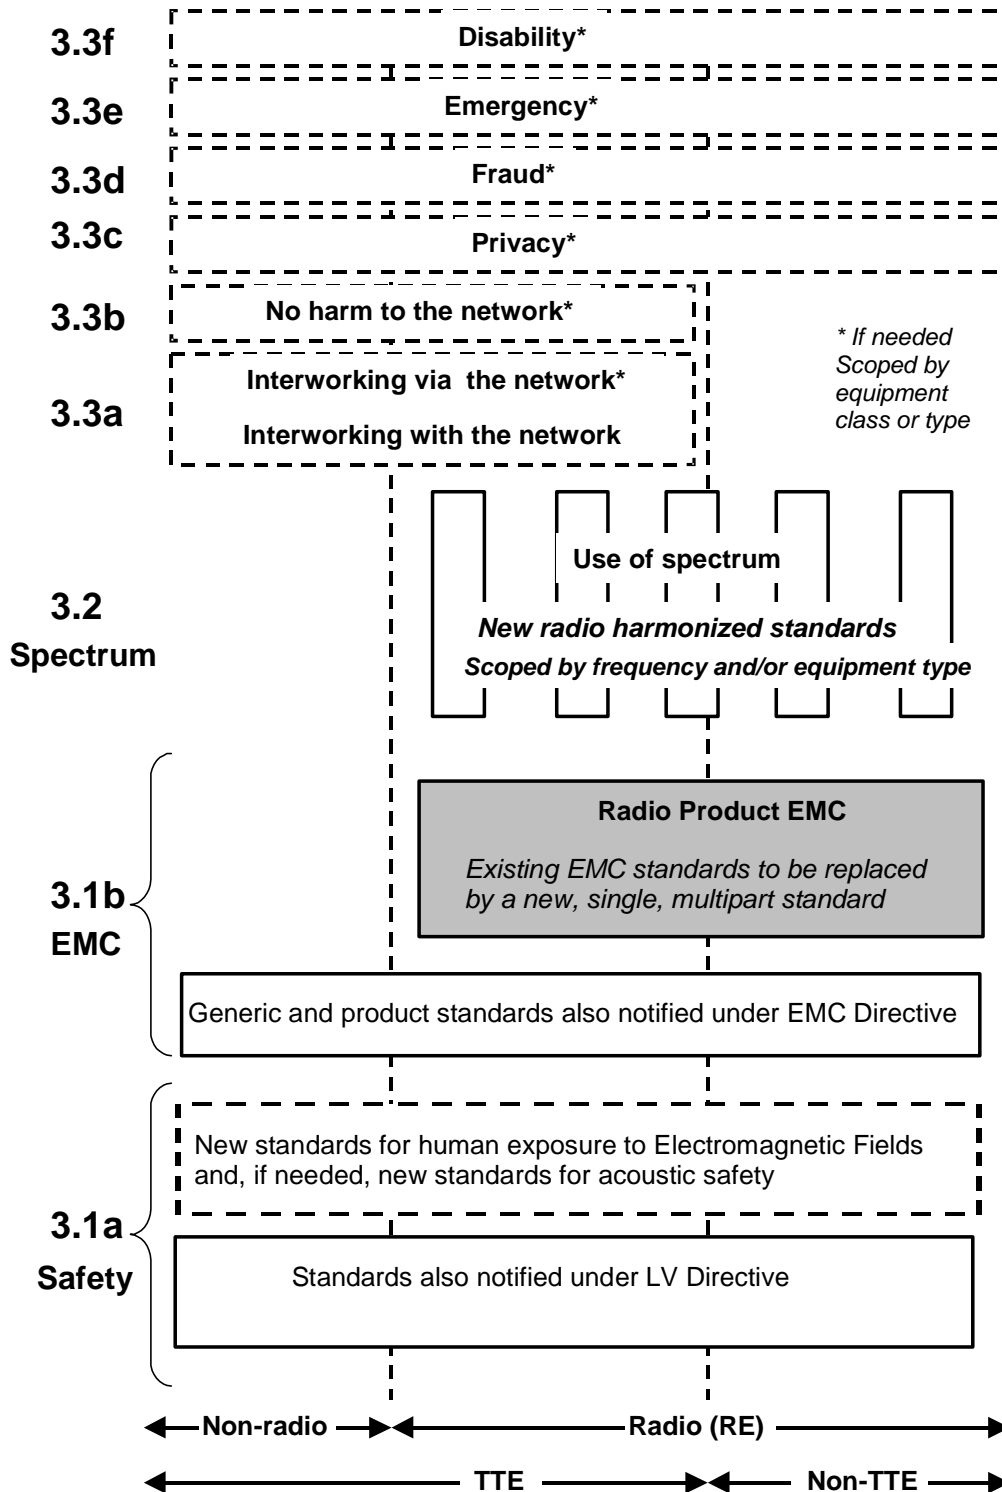 3.3f
Disability*
3.3e
Emergency*
3.3d
Fraud*
3.3c
Privacy*
3.3b
No harm to the network*
* If needed
Scoped by
equipment
class or type
3.3a
Interworking via the network*
Interworking with the network
3.2
Spectrum
Use of spectrum
New radio harmonized standards
Scoped by frequency and/or equipment type
3.1b
EMC
Radio Product EMC
Existing EMC standards to be replaced
by a new, single, multipart standard
Generic and product standards also notified under EMC Directive
3.1a
Safety
New standards for human exposure to Electromagnetic Fields
and, if needed, new standards for acoustic safety
Standards also notified under LV Directive
Non-radio
Radio (RE)
TTE
Non-TTE